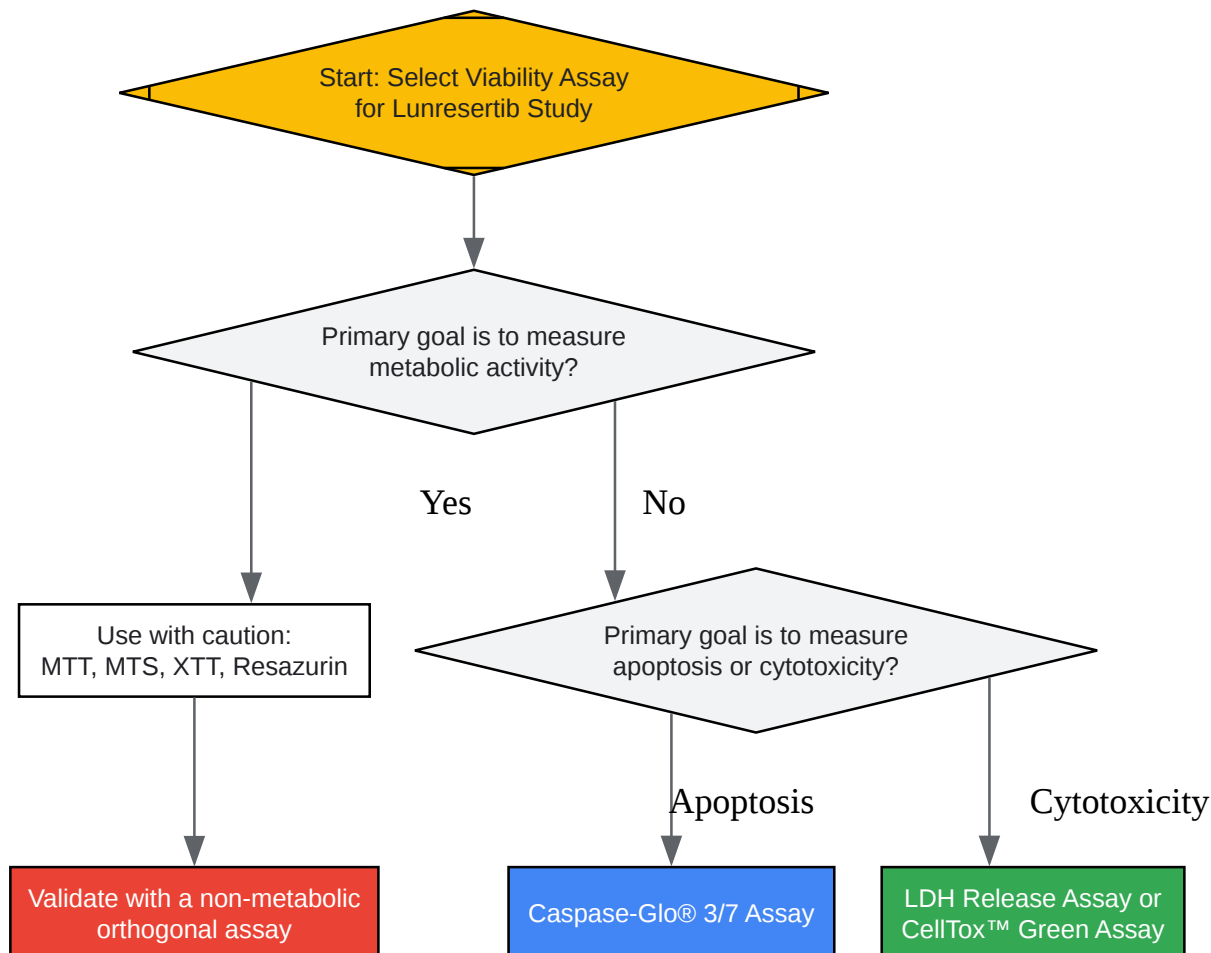 Start: Select Viability Assay
for Lunresertib Study
Primary goal is to measure
metabolic activity?
Yes
No
Use with caution:
MTT, MTS, XTT, Resazurin
Primary goal is to measure
apoptosis or cytotoxicity?
Apoptosis
Cytotoxicity
Validate with a non-metabolic
orthogonal assay
Caspase-Glo® 3/7 Assay
LDH Release Assay or
CellTox™ Green Assay